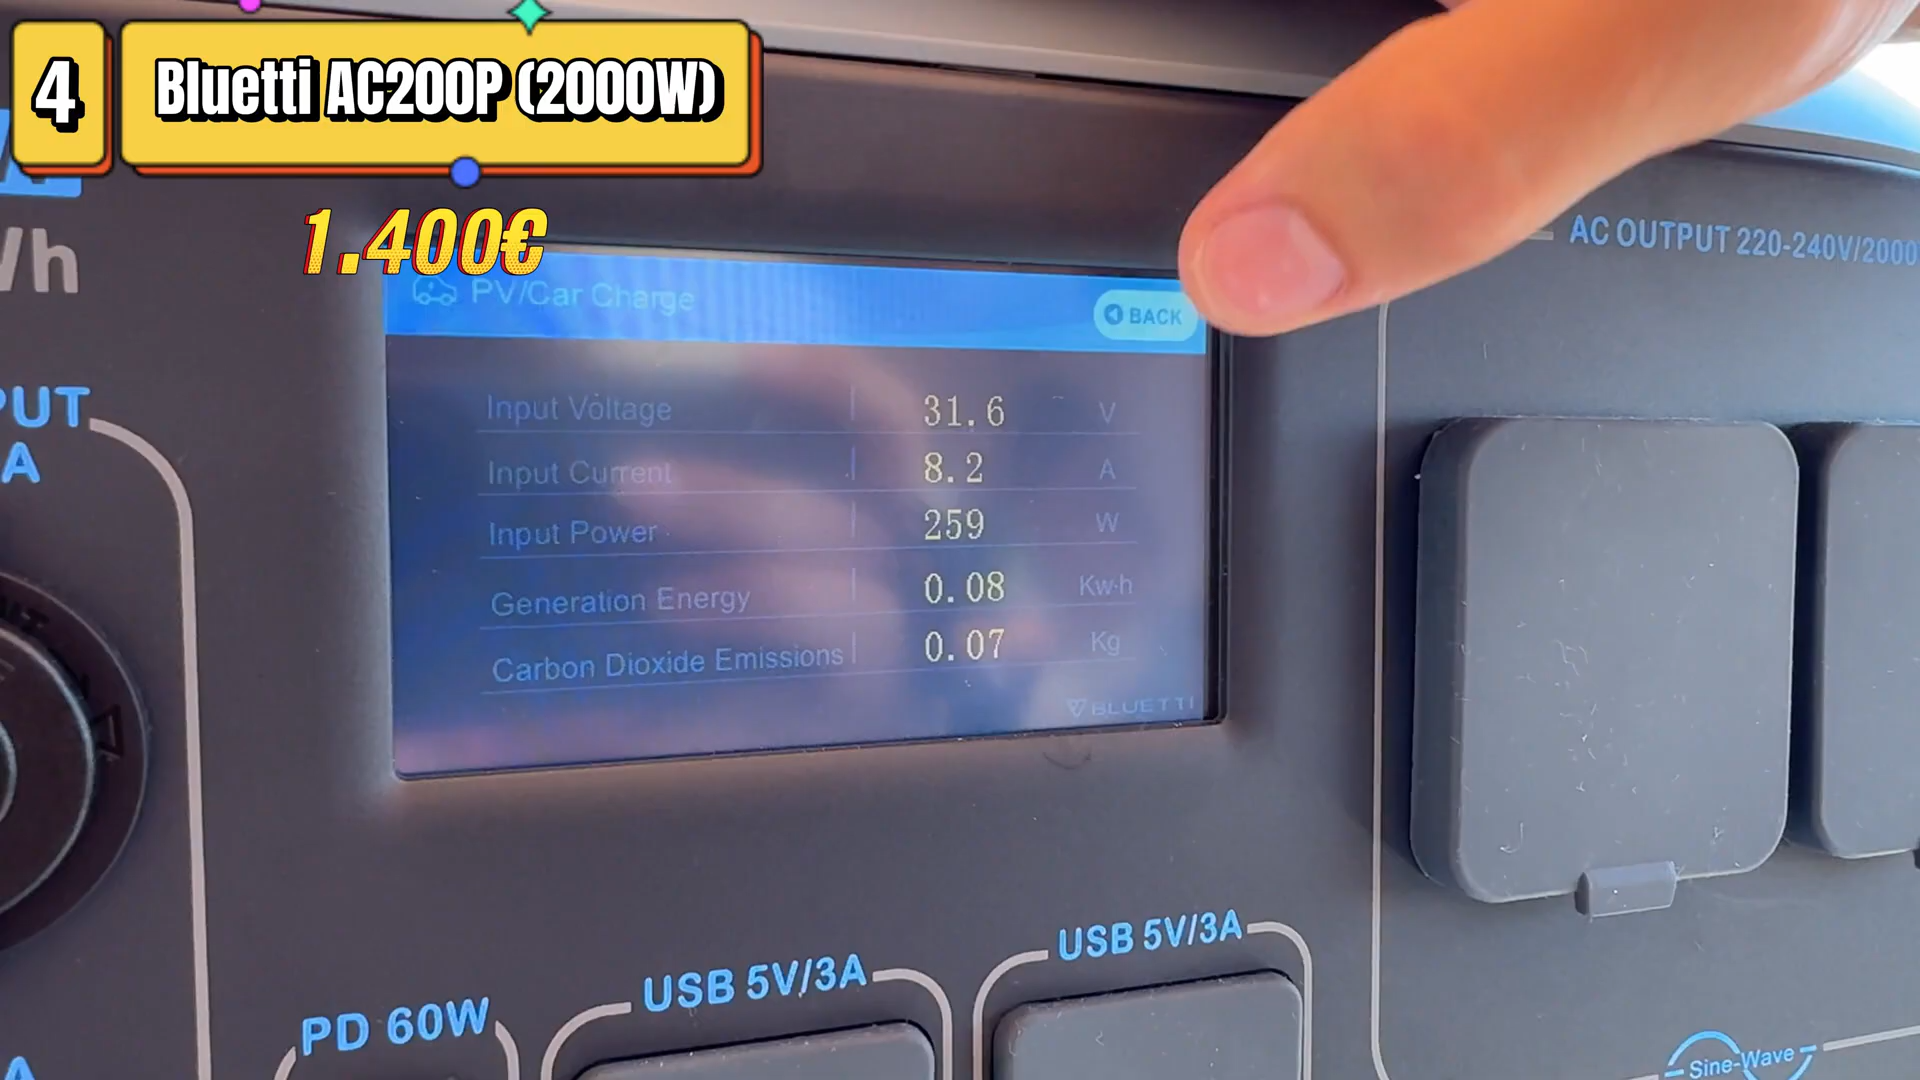 4
Bluetti AC200P (2000W)
1.400€
Wh
PV/Car Charge
BACK
AC OUTPUT 220-240V/2000
Input Voltage 31.6 V
Input Current 8.2 A
Input Power 259 W
Generation Energy 0.08 Kw·h
Carbon Dioxide Emissions 0.07 Kg
BLUETTI
PUT
A
PD 60W
USB 5V/3A
USB 5V/3A
Sine-Wave
A